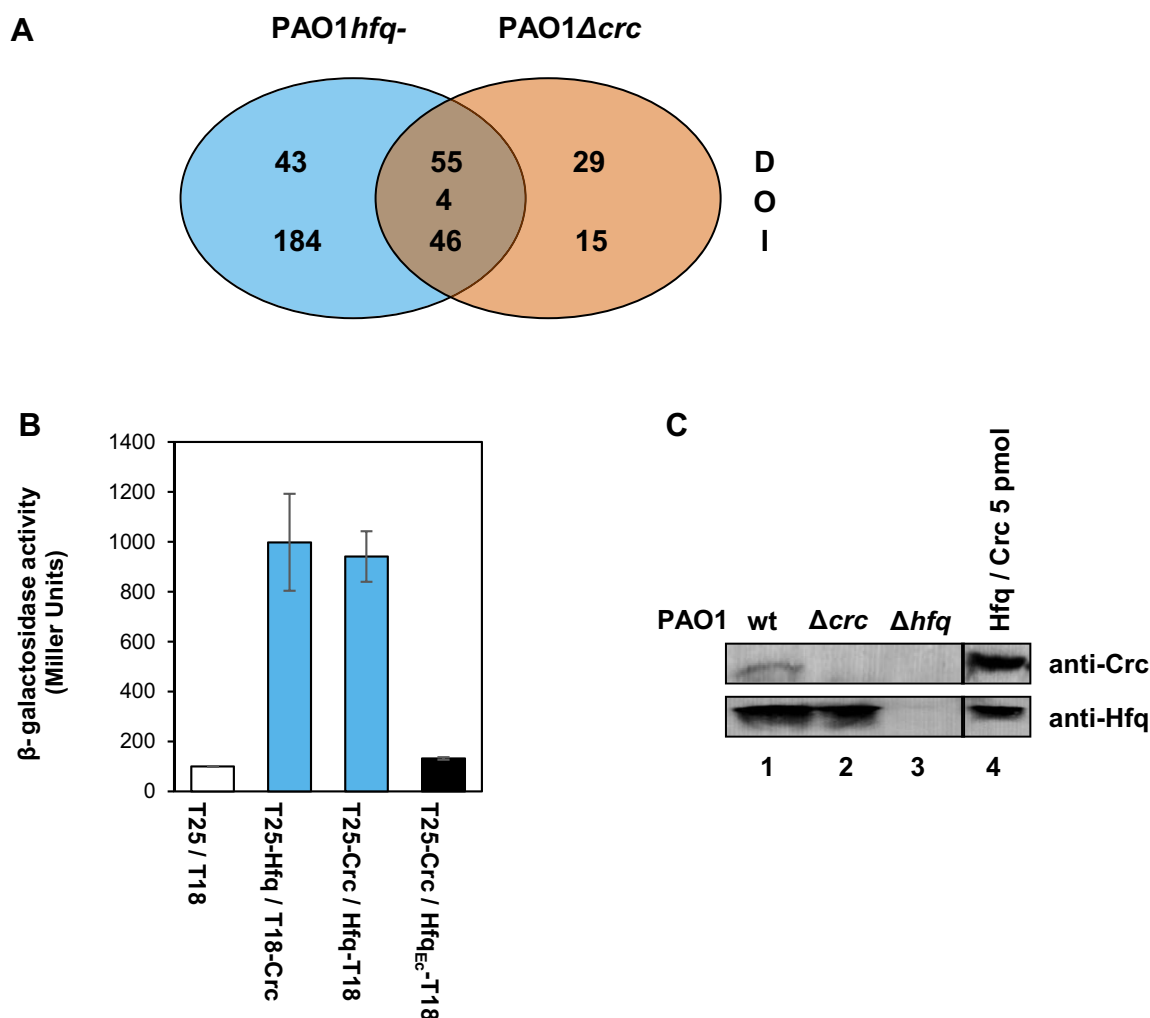 A
PAO1hfq- PAO1Δcrc
43 55 29 D
4 O
184 46 15 I
B
β-galactosidase activity
(Miller Units)
1400
1200
1000
800
600
400
200
0
T25 / T18
T25-Hfq / T18-Crc
T25-Crc / Hfq-T18
T25-Crc / HfqEc-T18
C
Hfq / Crc 5 pmol
PAO1 wt Δcrc Δhfq
anti-Crc
anti-Hfq
1 2 3 4